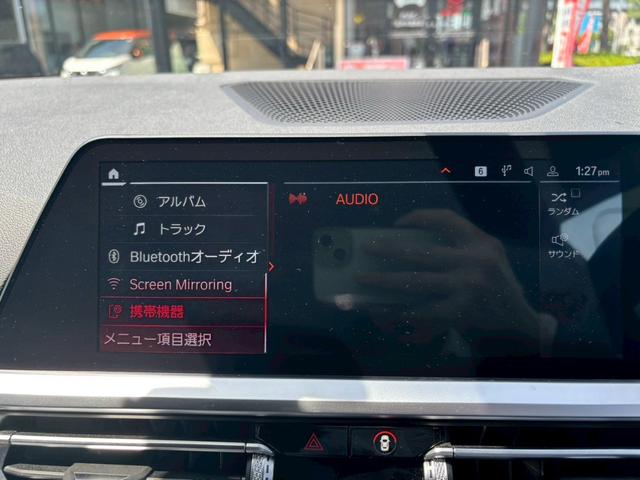 6
1:27pm
アルバム
AUDIO
ランダム
トラック
Bluetoothオーディオ
サウンド
Screen Mirroring
携帯機器
メニュー項目選択